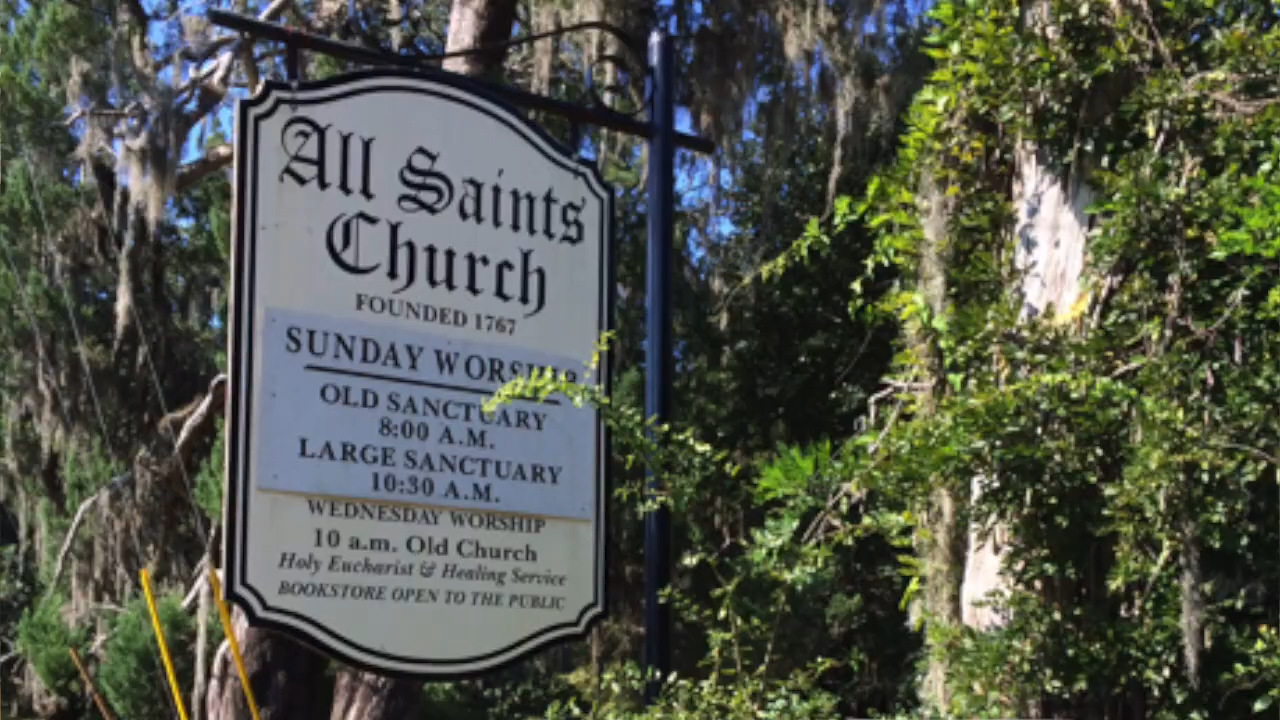 All Saints
Church
FOUNDED 1767
SUNDAY WORSHIP
OLD SANCTUARY
8:00 A.M.
LARGE SANCTUARY
10:30 A.M.
WEDNESDAY WORSHIP
10 a.m. Old Church
Holy Eucharist & Healing Service
BOOKSTORE OPEN TO THE PUBLIC